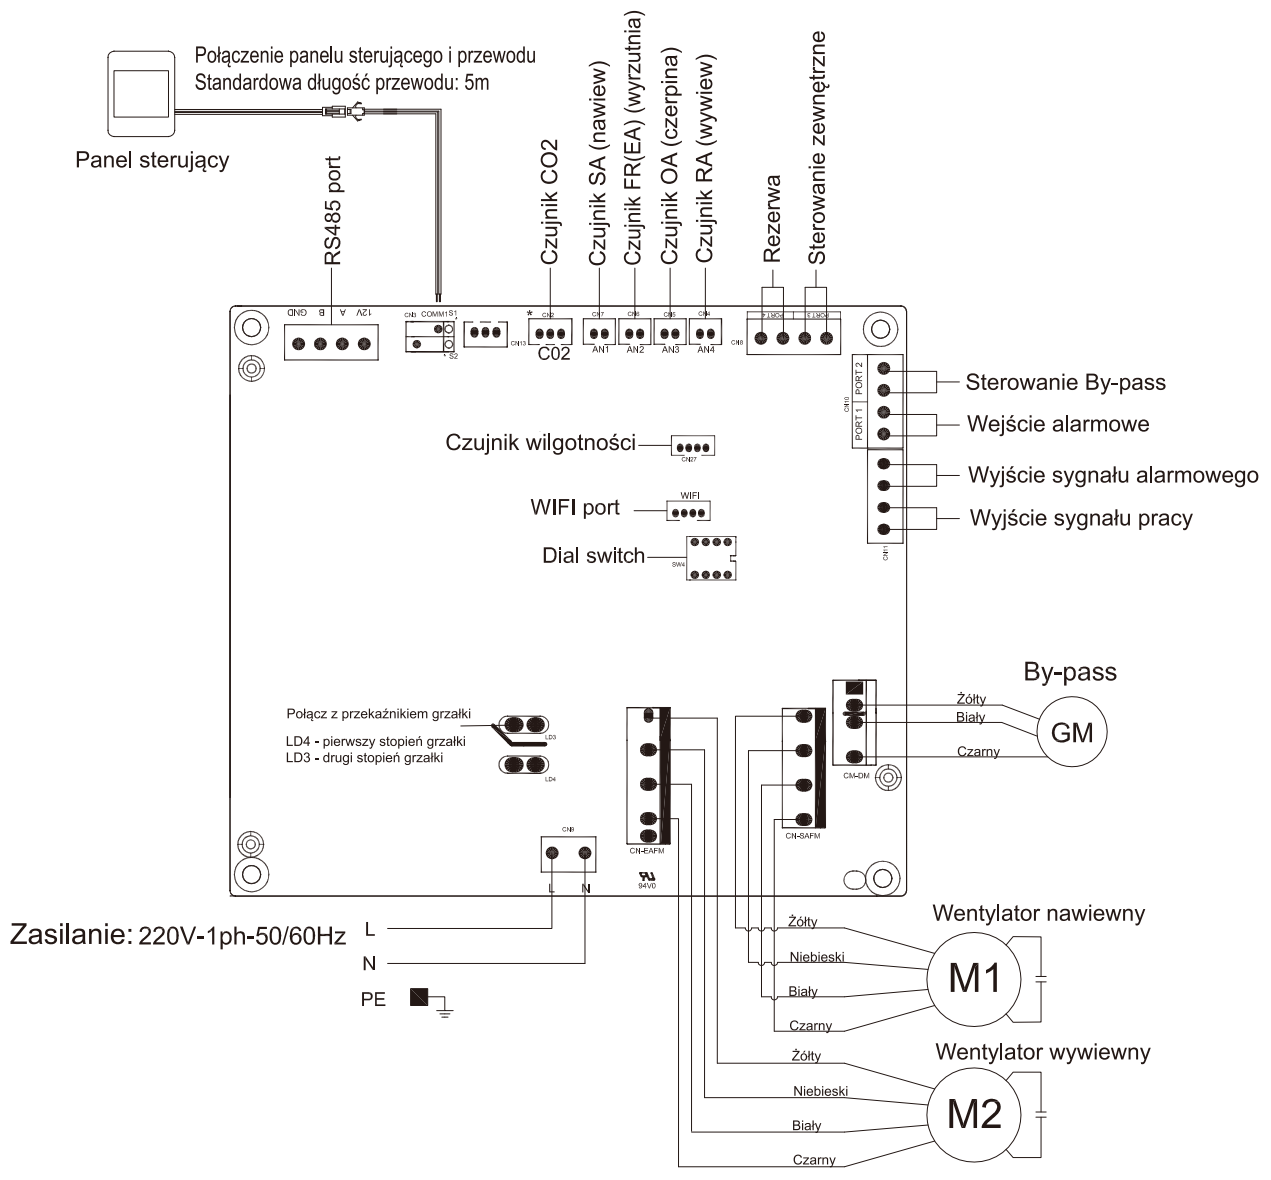 Połączenie panelu sterującego i przewodu
Standardowa długość przewodu: 5m
Panel sterujący
RS485 port
Czujnik CO2
Czujnik SA (nawiew)
Czujnik FR(EA) (wyrzutnia)
Czujnik OA (czerpina)
Czujnik RA (wywiew)
Rezerwa
Sterowanie zewnętrzne
GND
B
A
12V
CN3
COMM1
S1
* S2
CN13
*
CN2
C02
CN7
AN1
CN6
AN2
CN5
AN3
CN4
AN4
CN8
PORT 4
PORT 3
PORT 2
PORT 1
CN10
CN11
Sterowanie By-pass
Wejście alarmowe
Wyjście sygnału alarmowego
Wyjście sygnału pracy
Czujnik wilgotności
CN27
WIFI port
WIFI
Dial switch
SW4
By-pass
Żółty
Biały
Czarny
GM
CM-DM
Połącz z przekaźnikiem grzałki
LD4 - pierwszy stopień grzałki
LD3 - drugi stopień grzałki
LD3
LD4
CN9
L
N
CN-EAFM
94V0
CN-SAFM
Zasilanie: 220V-1ph-50/60Hz
L
N
PE
Wentylator nawiewny
Żółty
Niebieski
Biały
Czarny
M1
Wentylator wywiewny
Żółty
Niebieski
Biały
Czarny
M2